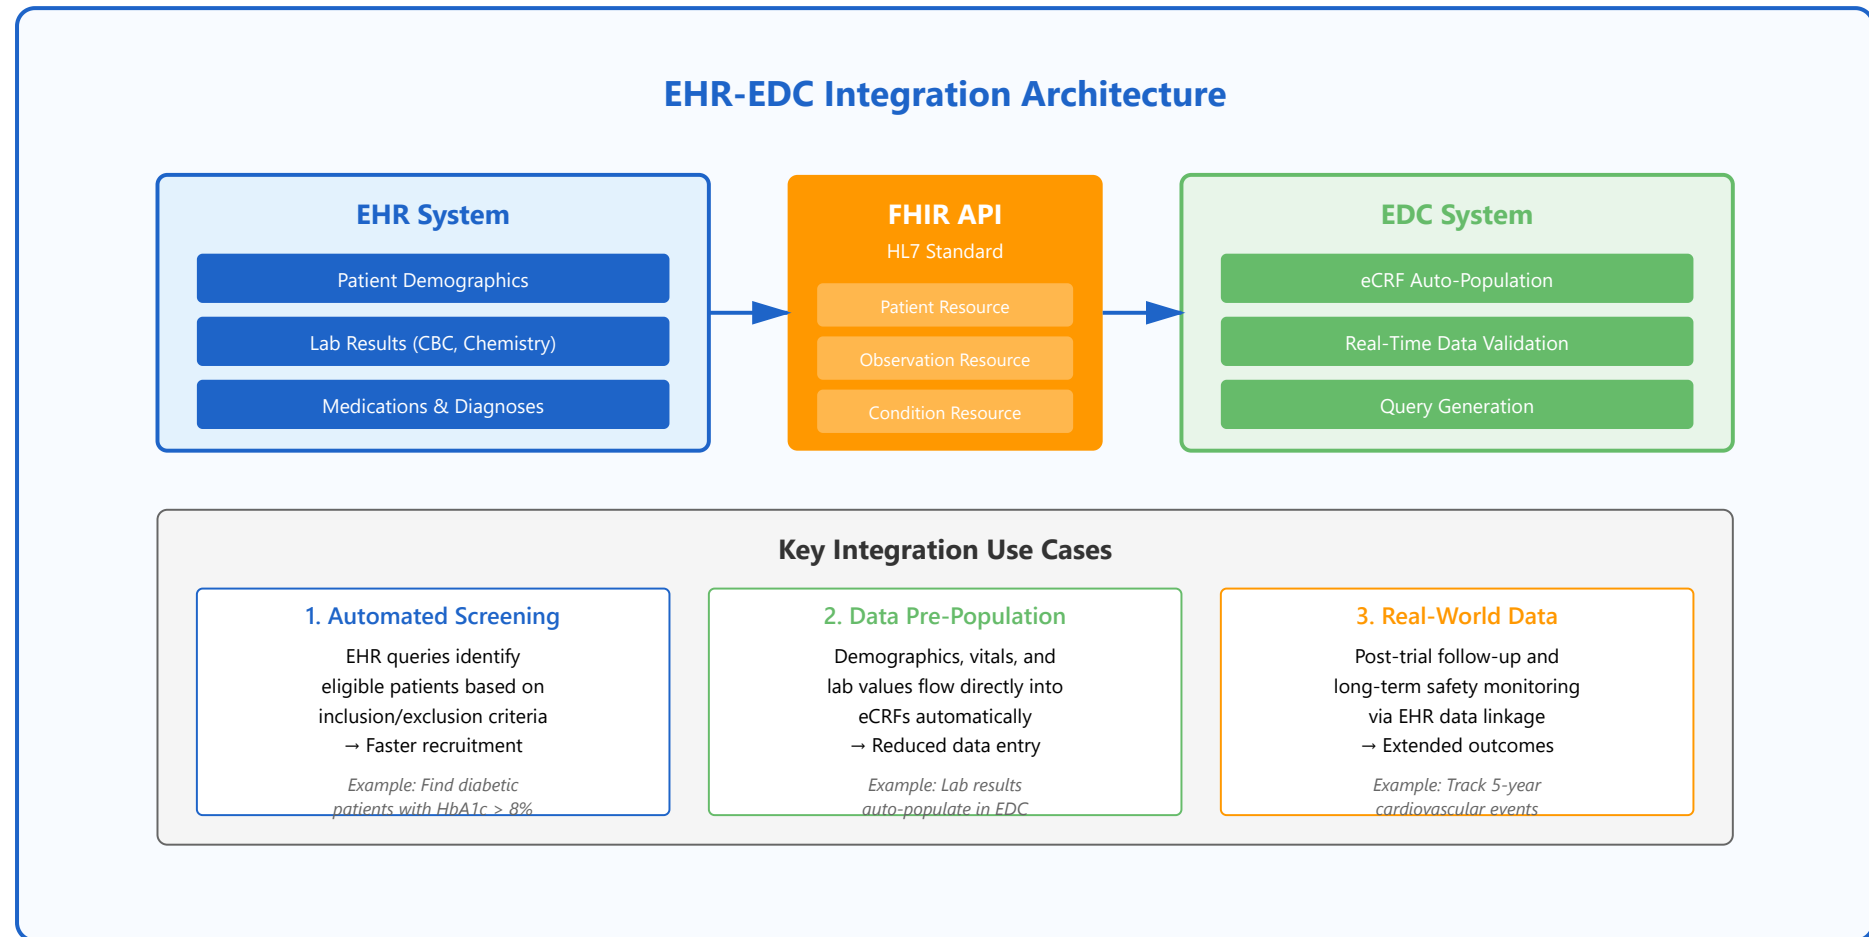 EHR-EDC Integration Architecture
EHR System
Patient Demographics
Lab Results (CBC, Chemistry)
Medications & Diagnoses
FHIR API
HL7 Standard
Patient Resource
Observation Resource
Condition Resource
EDC System
eCRF Auto-Population
Real-Time Data Validation
Query Generation
Key Integration Use Cases
1. Automated Screening
EHR queries identify
eligible patients based on
inclusion/exclusion criteria
→ Faster recruitment
Example: Find diabetic
patients with HbA1c > 8%
2. Data Pre-Population
Demographics, vitals, and
lab values flow directly into
eCRFs automatically
→ Reduced data entry
Example: Lab results
auto-populate in EDC
3. Real-World Data
Post-trial follow-up and
long-term safety monitoring
via EHR data linkage
→ Extended outcomes
Example: Track 5-year
cardiovascular events